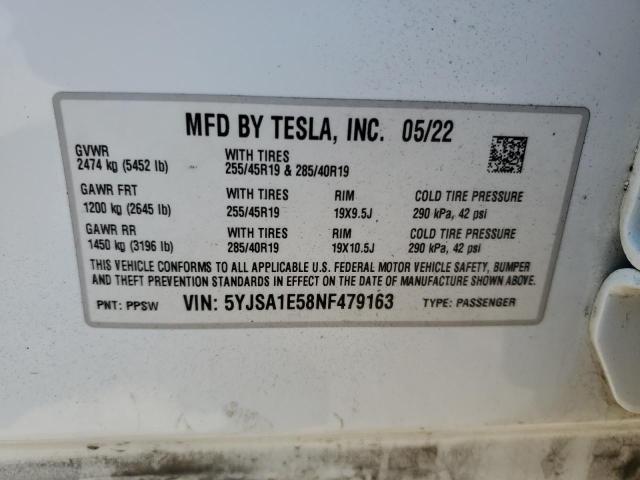 MFD BY TESLA, INC. 05/22
GVWR
2474 kg (5452 lb)
WITH TIRES
255/45R19 & 285/40R19
GAWR FRT
1200 kg (2645 lb)
WITH TIRES
255/45R19
RIM
19X9.5J
COLD TIRE PRESSURE
290 kPa, 42 psi
GAWR RR
1450 kg (3196 lb)
WITH TIRES
285/40R19
RIM
19X10.5J
COLD TIRE PRESSURE
290 kPa, 42 psi
THIS VEHICLE CONFORMS TO ALL APPLICABLE U.S. FEDERAL MOTOR VEHICLE SAFETY, BUMPER
AND THEFT PREVENTION STANDARDS IN EFFECT ON THE DATE OF MANUFACTURE SHOWN ABOVE.
PNT: PPSW VIN: 5YJSA1E58NF479163 TYPE: PASSENGER